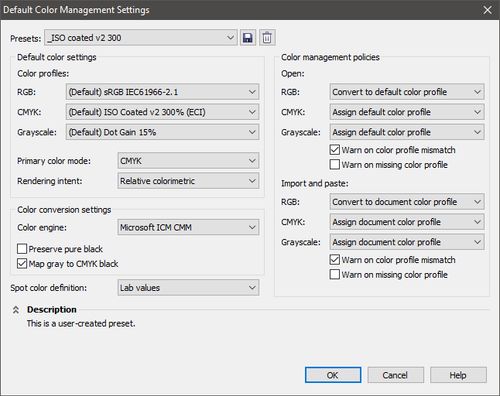 Default Color Management Settings
Presets: _ISO coated v2 300
Default color settings
Color profiles:
RGB: (Default) sRGB IEC61966-2.1
CMYK: (Default) ISO Coated v2 300% (ECI)
Grayscale: (Default) Dot Gain 15%
Primary color mode: CMYK
Rendering intent: Relative colorimetric
Color conversion settings
Color engine: Microsoft ICM CMM
Preserve pure black
Map gray to CMYK black
Spot color definition: Lab values
Color management policies
Open:
RGB: Convert to default color profile
CMYK: Assign default color profile
Grayscale: Assign default color profile
Warn on color profile mismatch
Warn on missing color profile
Import and paste:
RGB: Convert to document color profile
CMYK: Assign document color profile
Grayscale: Assign document color profile
Warn on color profile mismatch
Warn on missing color profile
Description
This is a user-created preset.
OK Cancel Help